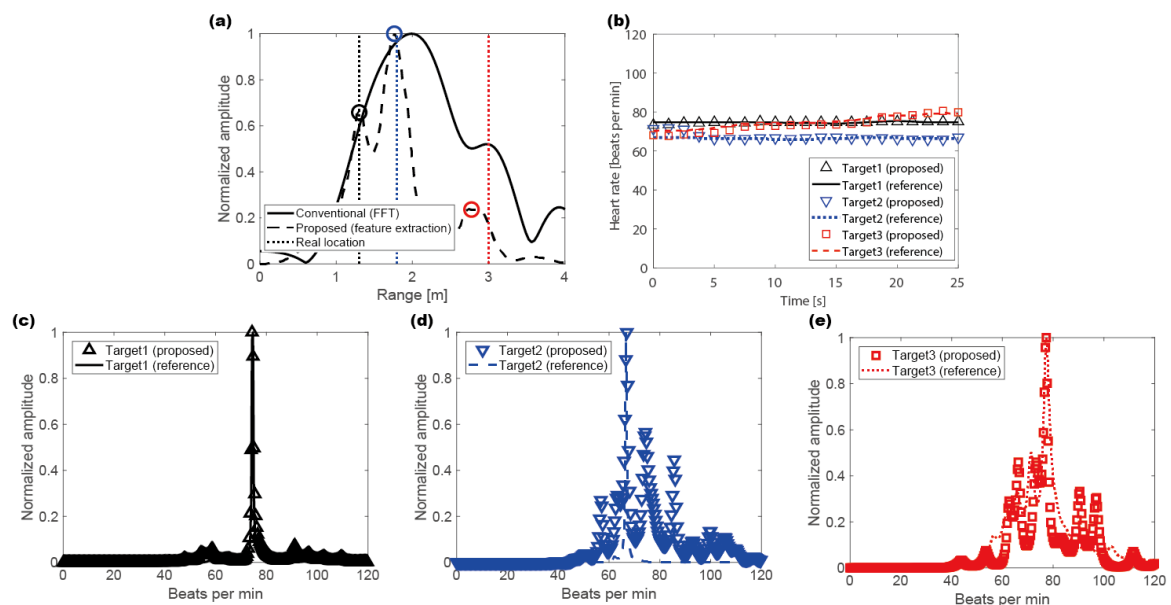 (a)
Normalized amplitude
1
0.8
0.6
0.4
0.2
0
Conventional (FFT)
Proposed (feature extraction)
Real location
0 1 2 3 4
Range [m]
(b)
Heart rate [beats per min]
120
100
80
60
40
20
0
Target1 (proposed)
Target1 (reference)
Target2 (proposed)
Target2 (reference)
Target3 (proposed)
Target3 (reference)
0 5 10 15 20 25
Time [s]
(c)
Normalized amplitude
1
0.8
0.6
0.4
0.2
0
Target1 (proposed)
Target1 (reference)
0 20 40 60 80 100 120
Beats per min
(d)
Normalized amplitude
1
0.8
0.6
0.4
0.2
0
Target2 (proposed)
Target2 (reference)
0 20 40 60 80 100 120
Beats per min
(e)
Normalized amplitude
1
0.8
0.6
0.4
0.2
0
Target3 (proposed)
Target3 (reference)
0 20 40 60 80 100 120
Beats per min